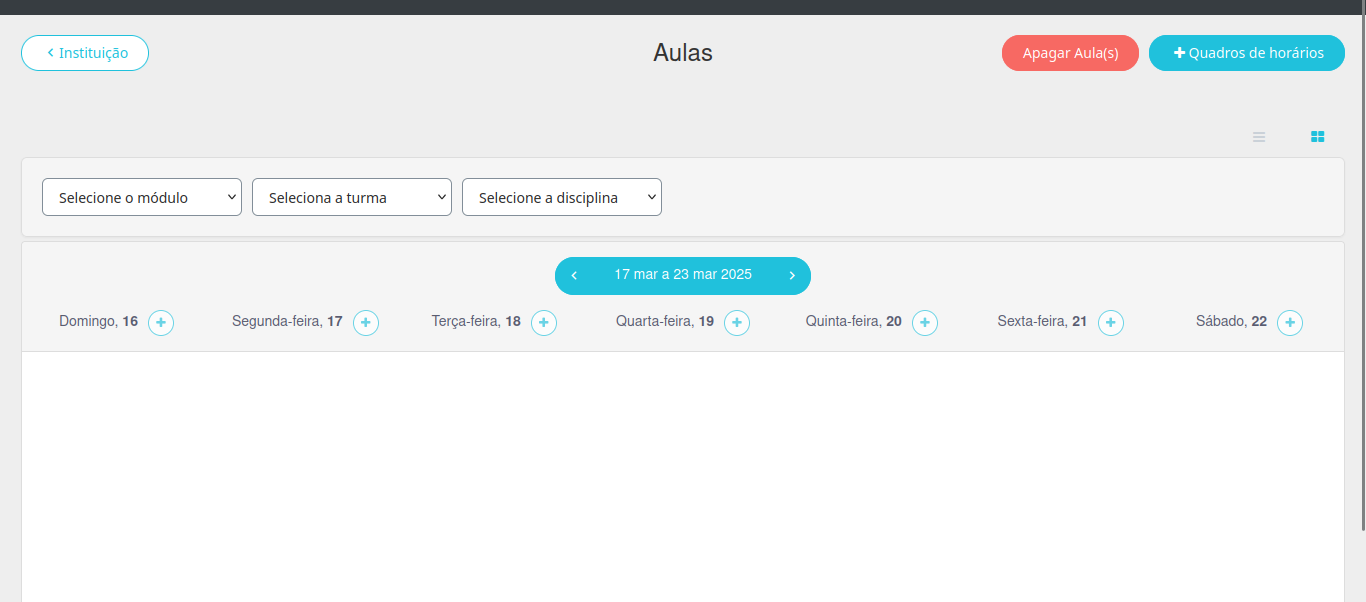 Instituição
Aulas
Apagar Aula(s)
Quadros de horários
Selecione o módulo
Seleciona a turma
Selecione a disciplina
17 mar a 23 mar 2025
Domingo, 16
Segunda-feira, 17
Terça-feira, 18
Quarta-feira, 19
Quinta-feira, 20
Sexta-feira, 21
Sábado, 22